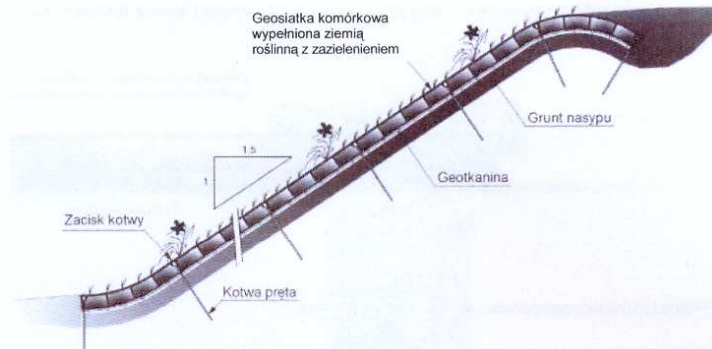 Geosiatka komórkowa
wypełniona ziemią
roślinną z zazielenieniem
Grunt nasypu
1.5
1
Geotkanina
Zacisk kotwy
Kotwa pręta